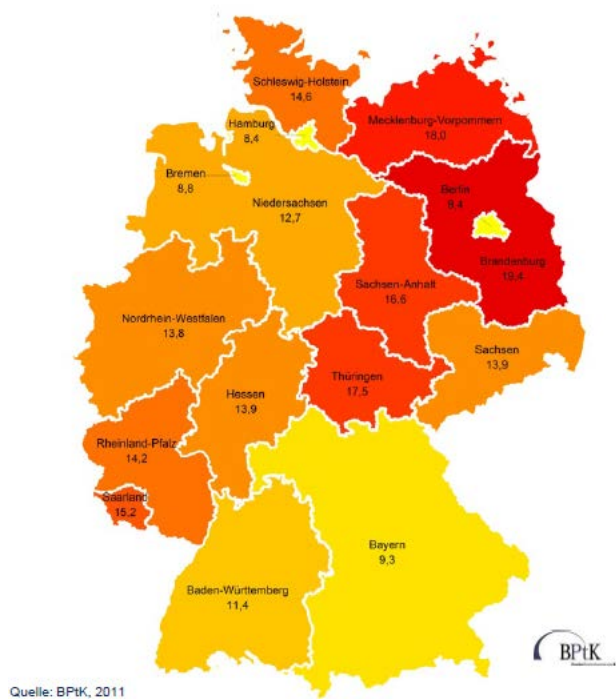 Schleswig-Holstein
14,6
Mecklenburg-Vorpommern
18,0
Hamburg
8,4
Bremen
8,8
Niedersachsen
12,7
Berlin
8,4
Brandenburg
19,4
Sachsen-Anhalt
16,6
Nordrhein-Westfalen
13,8
Sachsen
13,9
Thüringen
17,5
Hessen
13,9
Rheinland-Pfalz
14,2
Saarland
15,2
Bayern
9,3
Baden-Württemberg
11,4
BPtK
Quelle: BPtK, 2011